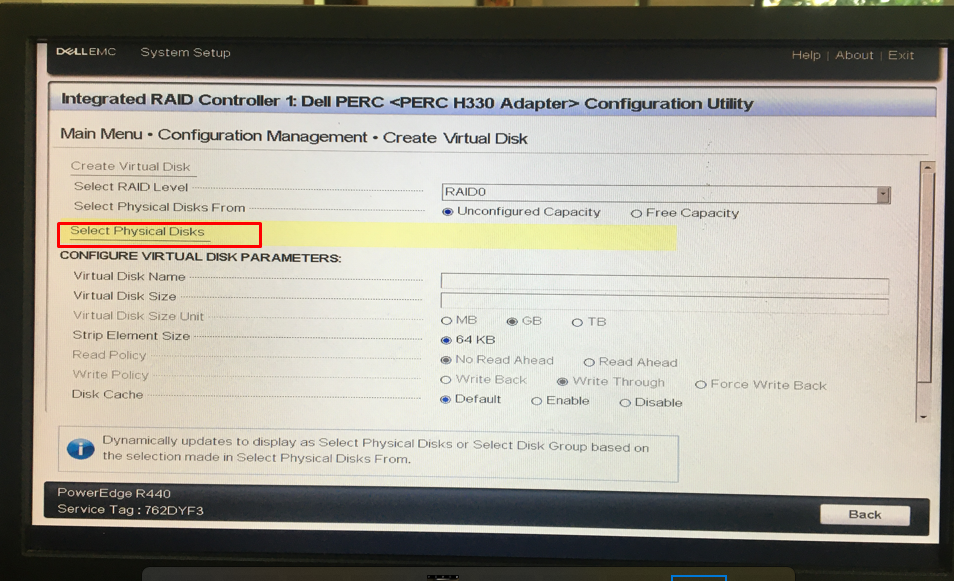 DELLEMC System Setup
Help | About | Exit
Integrated RAID Controller 1: Dell PERC <PERC H330 Adapter> Configuration Utility
Main Menu • Configuration Management • Create Virtual Disk
Create Virtual Disk
Select RAID Level RAID0
Select Physical Disks From Unconfigured Capacity Free Capacity
Select Physical Disks
CONFIGURE VIRTUAL DISK PARAMETERS:
Virtual Disk Name
Virtual Disk Size
Virtual Disk Size Unit MB GB TB
Strip Element Size 64 KB
Read Policy No Read Ahead Read Ahead
Write Policy Write Back Write Through Force Write Back
Disk Cache Default Enable Disable
Dynamically updates to display as Select Physical Disks or Select Disk Group based on
the selection made in Select Physical Disks From.
PowerEdge R440
Service Tag : 762DYF3
Back